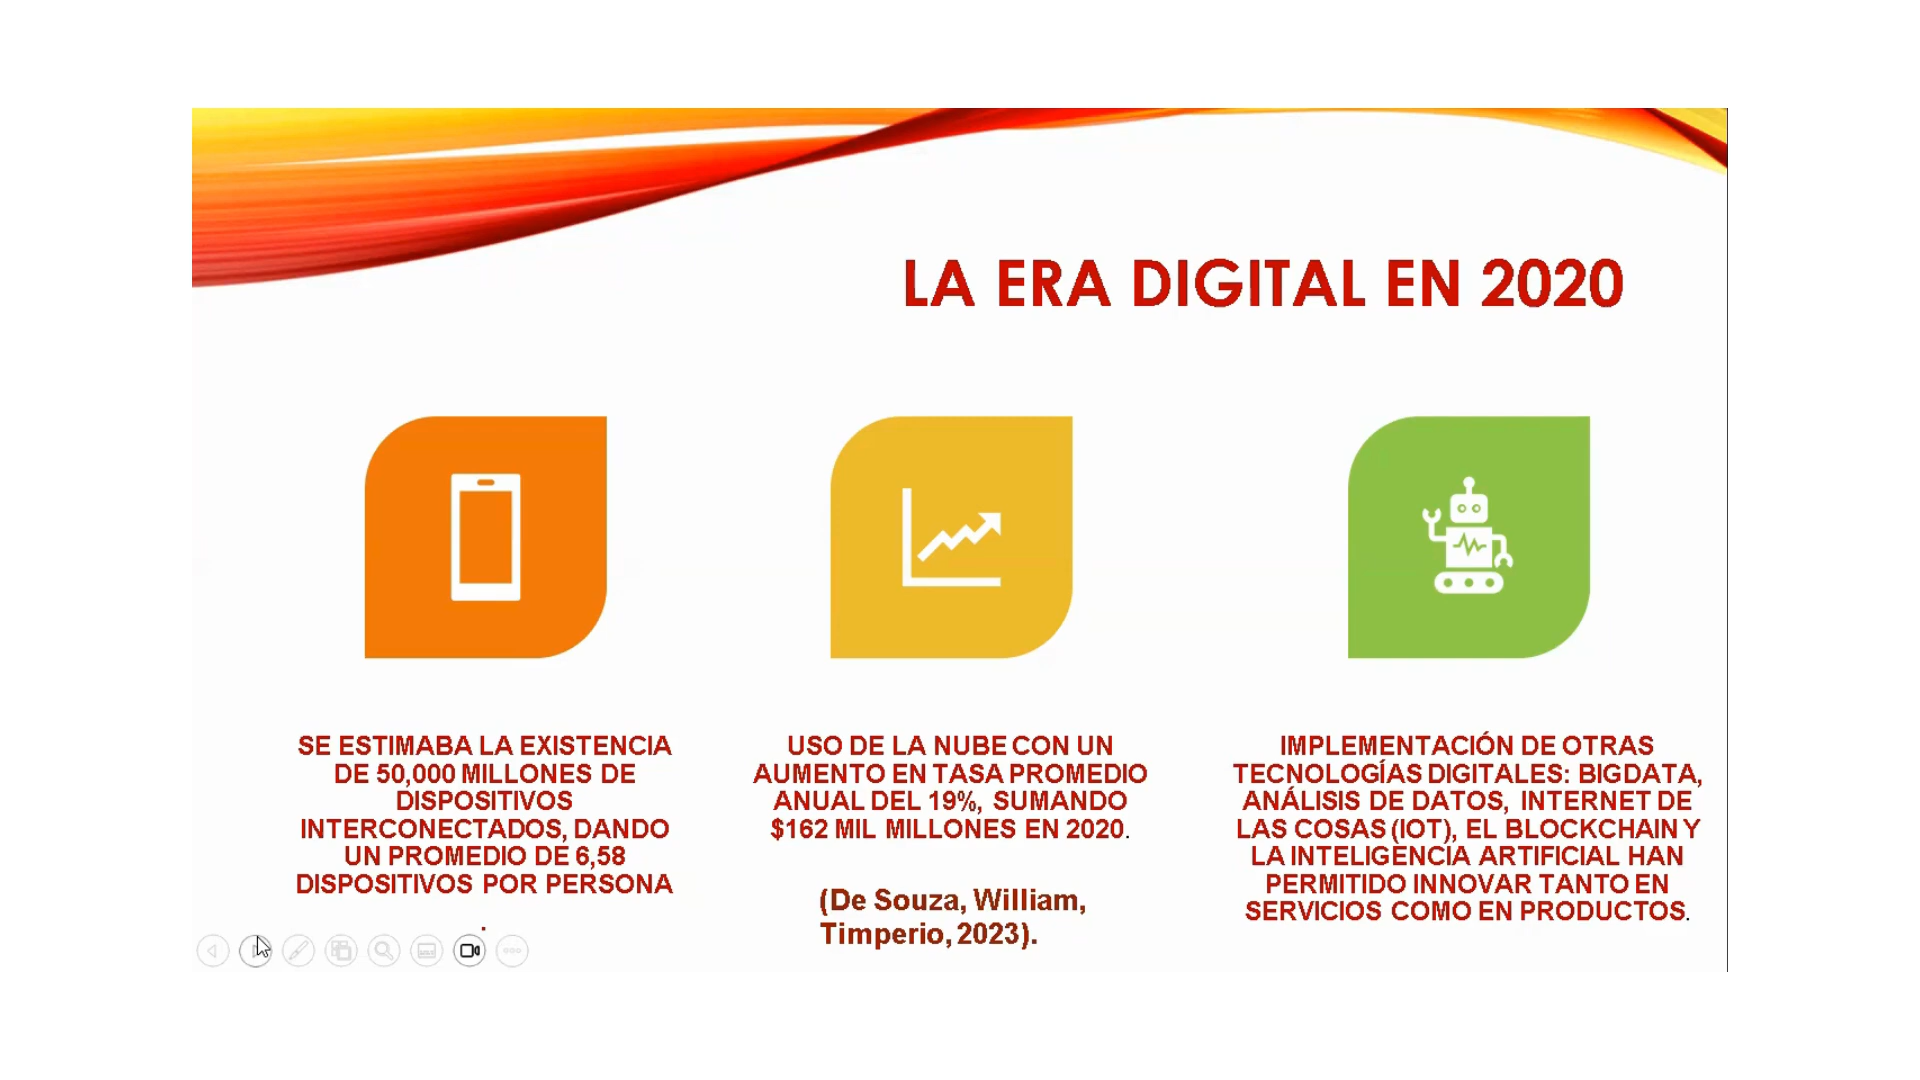 LA ERA DIGITAL EN 2020
SE ESTIMABA LA EXISTENCIA
DE 50,000 MILLONES DE
DISPOSITIVOS
INTERCONECTADOS, DANDO
UN PROMEDIO DE 6,58
DISPOSITIVOS POR PERSONA
.
USO DE LA NUBE CON UN
AUMENTO EN TASA PROMEDIO
ANUAL DEL 19%, SUMANDO
$162 MIL MILLONES EN 2020.
(De Souza, William,
Timperio, 2023).
IMPLEMENTACIÓN DE OTRAS
TECNOLOGÍAS DIGITALES: BIGDATA,
ANÁLISIS DE DATOS, INTERNET DE
LAS COSAS (IOT), EL BLOCKCHAIN Y
LA INTELIGENCIA ARTIFICIAL HAN
PERMITIDO INNOVAR TANTO EN
SERVICIOS COMO EN PRODUCTOS.